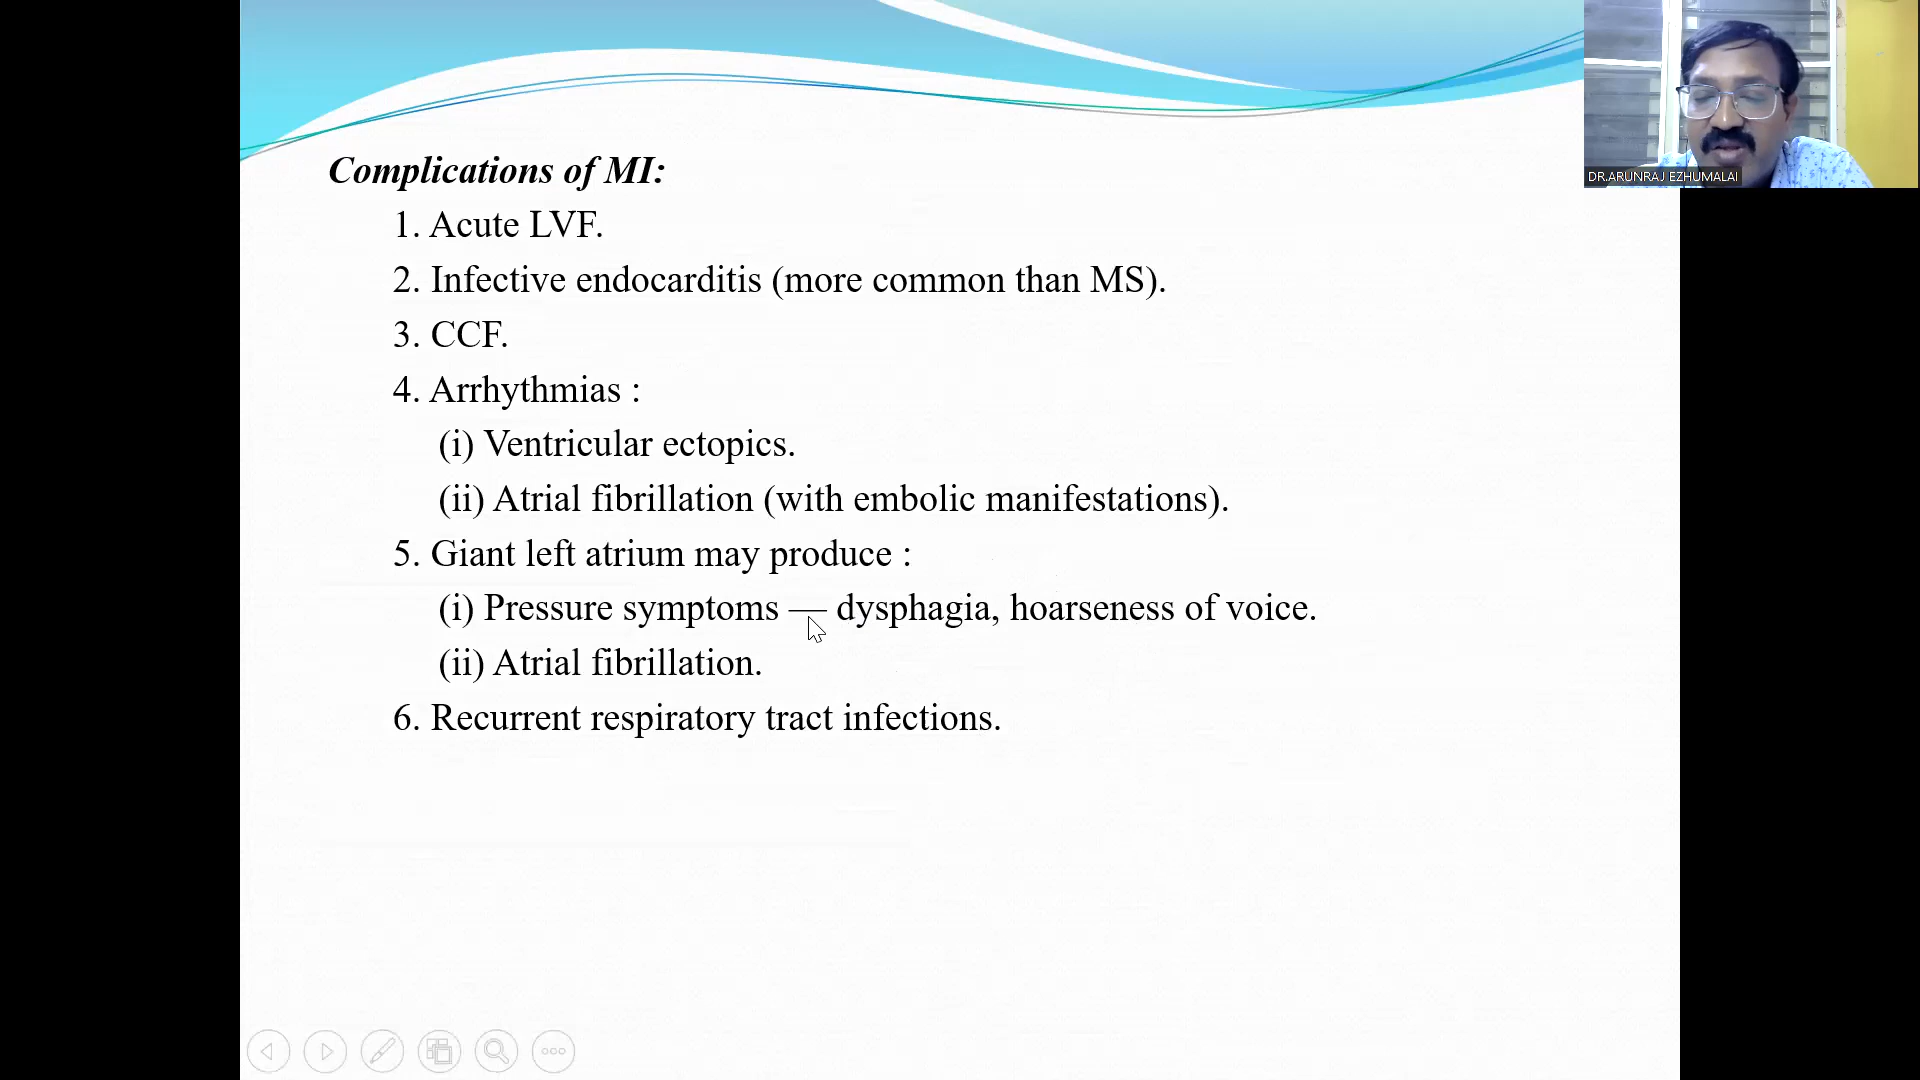 DR.ARUNRAJ EZHUMALAI
Complications of MI:
1. Acute LVF.
2. Infective endocarditis (more common than MS).
3. CCF.
4. Arrhythmias :
(i) Ventricular ectopics.
(ii) Atrial fibrillation (with embolic manifestations).
5. Giant left atrium may produce :
(i) Pressure symptoms — dysphagia, hoarseness of voice.
(ii) Atrial fibrillation.
6. Recurrent respiratory tract infections.